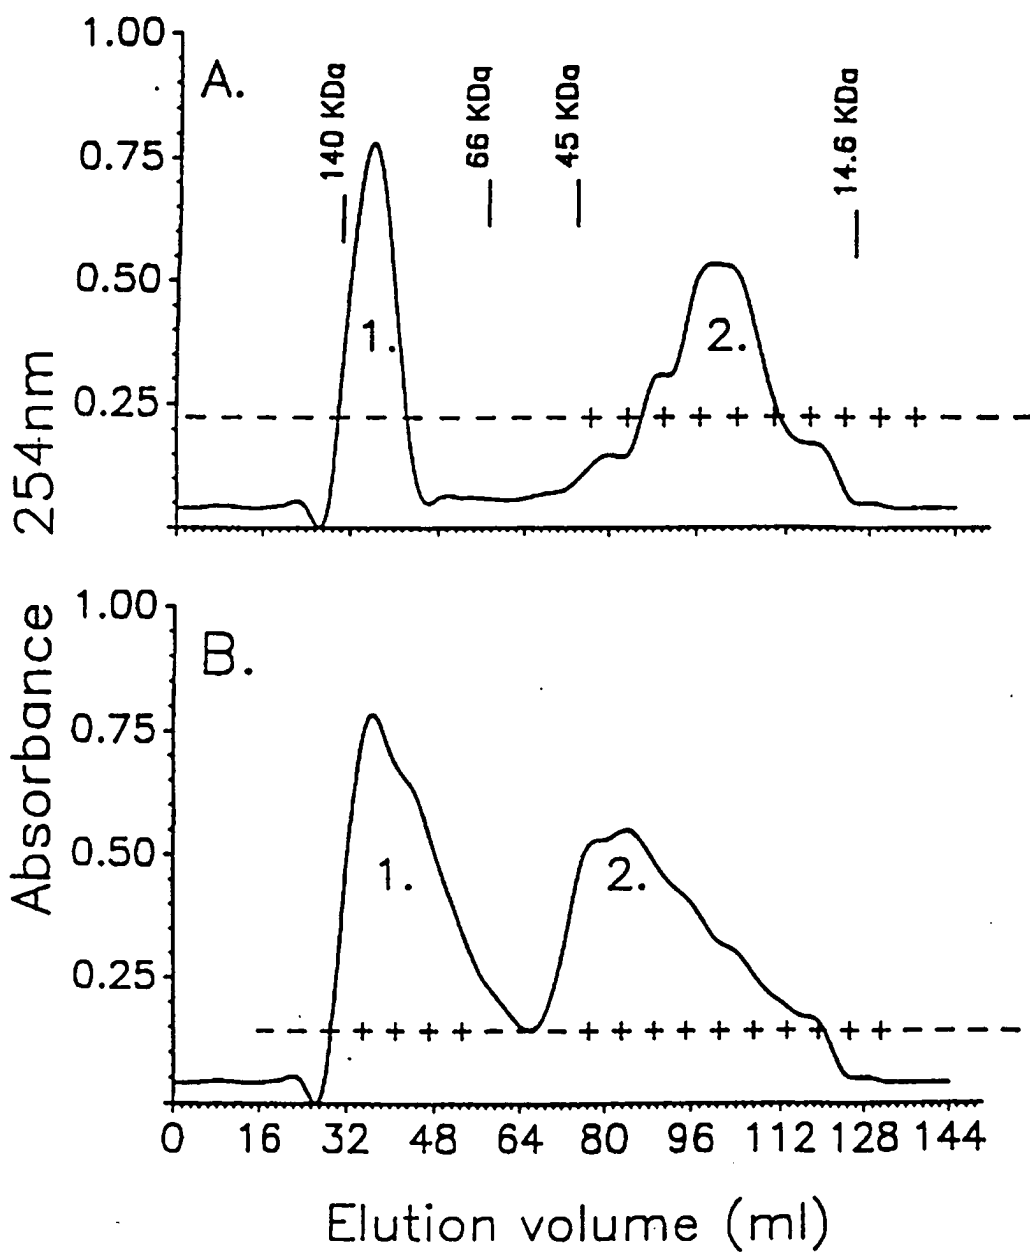 1.00
A.
140 KDa
66 KDa
45 KDa
14.6 KDa
0.75
0.50
1.
2.
0.25
254nm
- - - - - - - - - - - + + + + + + + + + + - - -
1.00
B.
0.75
0.50
1.
2.
0.25
Absorbance
- - - + + + + - - - + + + + + + + + + + - - - -
0 16 32 48 64 80 96 112 128 144
Elution volume (ml)